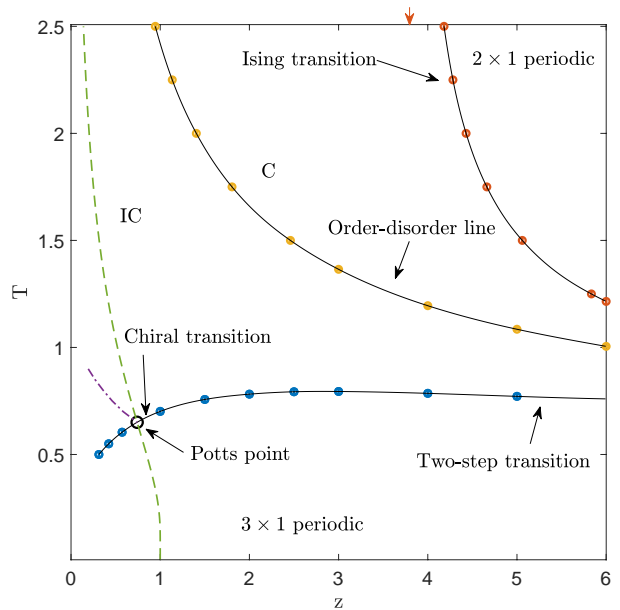 2.5
Ising transition
2 × 1 periodic
2
C
IC
Order-disorder line
1.5
T
Chiral transition
1
Potts point
Two-step transition
0.5
3 × 1 periodic
0 1 2 3 4 5 6
z